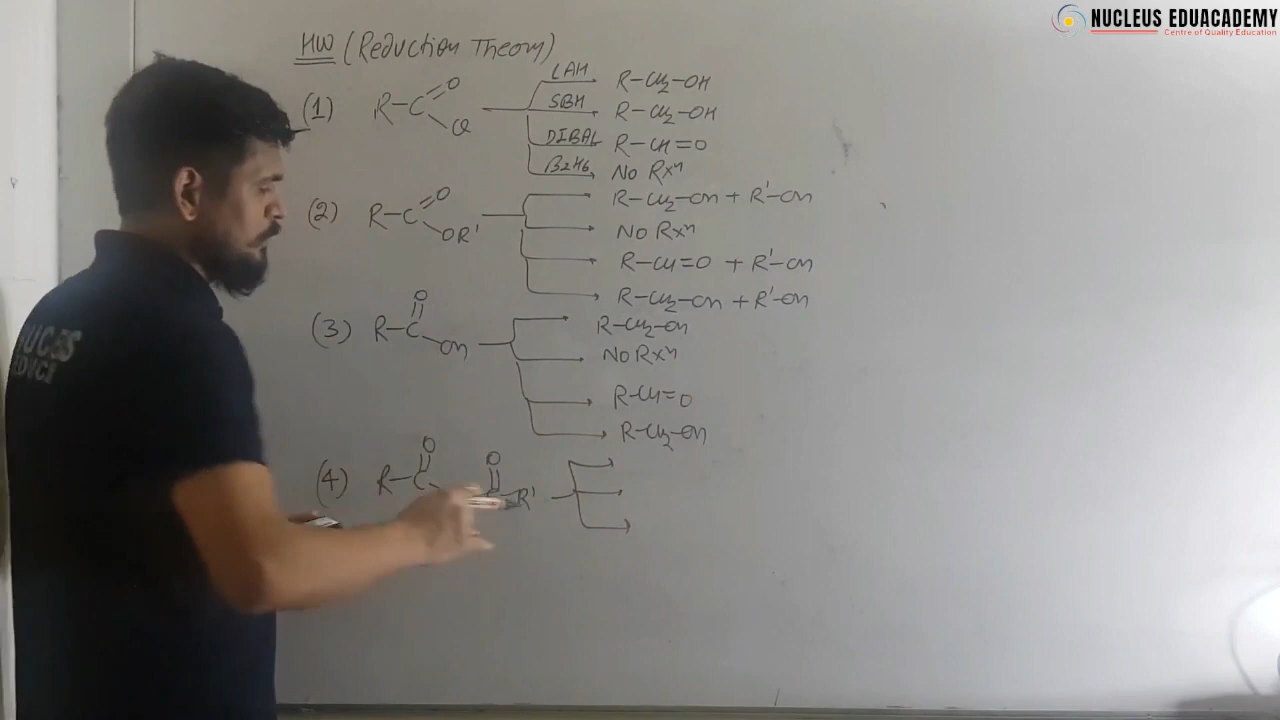 NUCLEUS EDUACADEMY
Centre of Quality Education
HW (Reduction Theory)
(1) R-C=O Cl
LAH R-CH2-OH
SBH R-CH2-OH
DIBAL R-CH=O
B2H6 No Rxn
(2) R-C=O OR'
R-CH2-OH + R'-OH
No Rxn
R-CH=O + R'-OH
R-CH2-OH + R'-OH
(3) R-C=O OH
R-CH2-OH
No Rxn
R-CH=O
R-CH2-OH
(4) R-C=O O R'